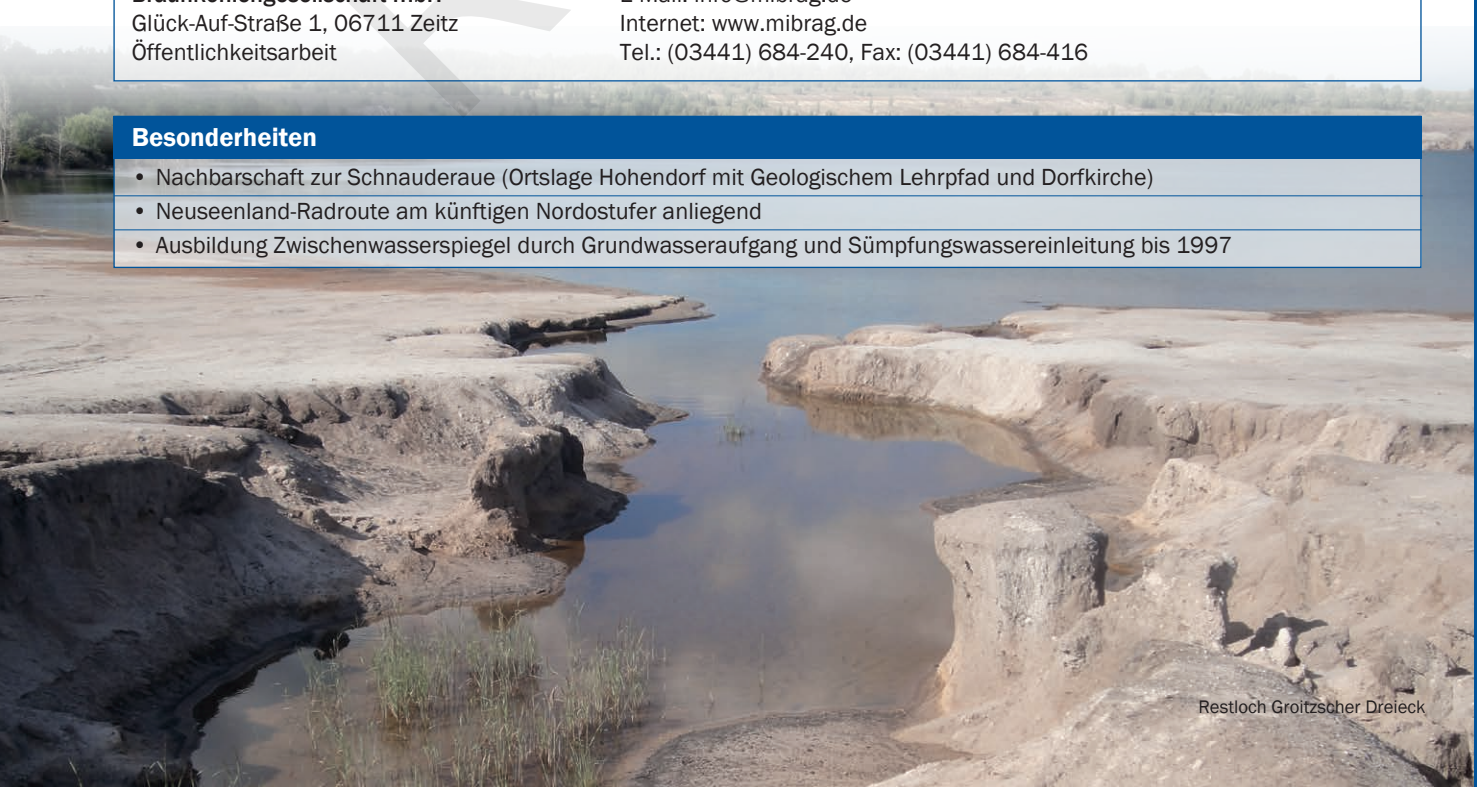 Glück-Auf-Straße 1, 06711 Zeitz
Öffentlichkeitsarbeit
Internet: www.mibrag.de
Tel.: (03441) 684-240, Fax: (03441) 684-416
Besonderheiten
• Nachbarschaft zur Schnauderaue (Ortslage Hohendorf mit Geologischem Lehrpfad und Dorfkirche)
• Neuseenland-Radroute am künftigen Nordostufer anliegend
• Ausbildung Zwischenwasserspiegel durch Grundwasseraufgang und Sümpfungswassereinleitung bis 1997
Restloch Groitzscher Dreieck